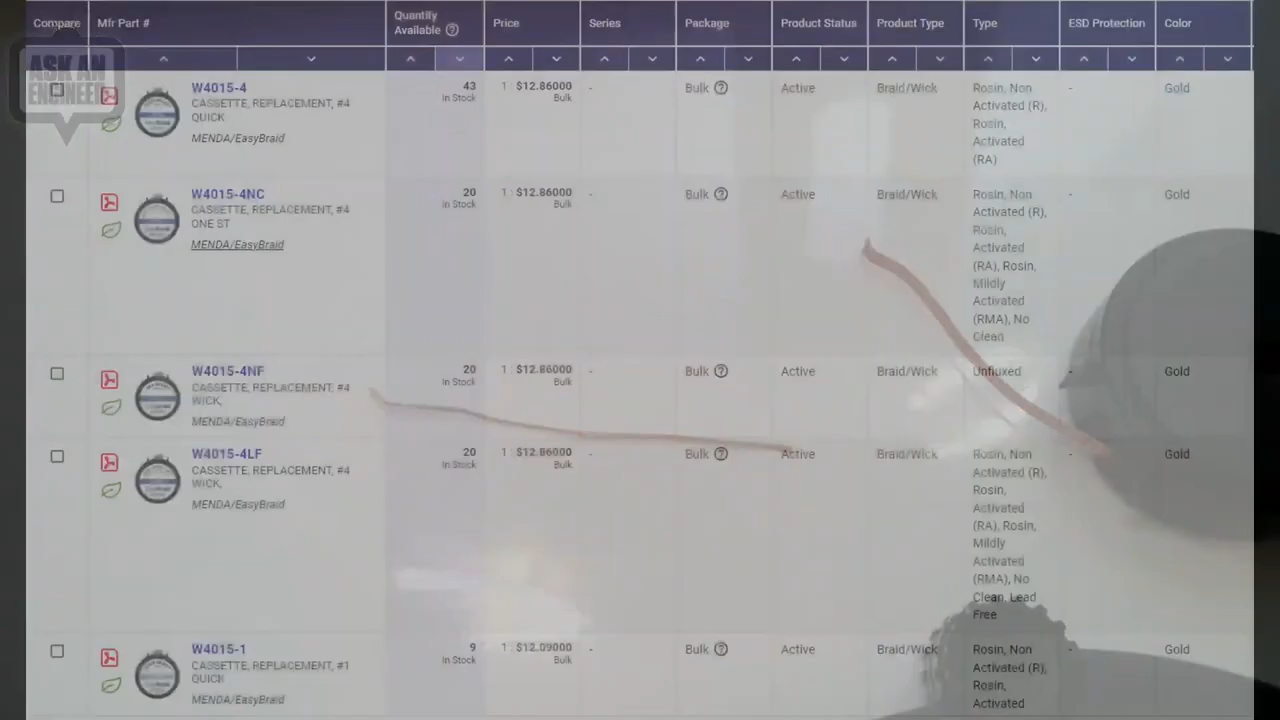 Compare
Mfr Part #
Quantity
Available
Price
Series
Package
Product Status
Product Type
Type
ESD Protection
Color
ASK AN
ENGINEER
W4015-4
CASSETTE, REPLACEMENT, #4
QUICK
MENDA/EasyBraid
43
In Stock
1 : $12.86000
Bulk
-
Bulk
Active
Braid/Wick
Rosin, Non
Activated (R),
Rosin,
Activated
(RA)
-
Gold
W4015-4NC
CASSETTE, REPLACEMENT, #4
ONE ST
MENDA/EasyBraid
20
In Stock
1 : $12.86000
Bulk
-
Bulk
Active
Braid/Wick
Rosin, Non
Activated (R),
Rosin,
Activated
(RA), Rosin,
Mildly
Activated
(RMA), No
Clean
-
Gold
W4015-4NF
CASSETTE, REPLACEMENT, #4
WICK,
MENDA/EasyBraid
20
In Stock
1 : $12.86000
Bulk
-
Bulk
Active
Braid/Wick
Unfluxed
-
Gold
W4015-4LF
CASSETTE, REPLACEMENT, #4
WICK,
MENDA/EasyBraid
20
In Stock
1 : $12.86000
Bulk
-
Bulk
Active
Braid/Wick
Rosin, Non
Activated (R),
Rosin,
Activated
(RA), Rosin,
Mildly
Activated
(RMA), No
Clean, Lead
Free
-
Gold
W4015-1
CASSETTE, REPLACEMENT, #1
QUICK
MENDA/EasyBraid
9
In Stock
1 : $12.09000
Bulk
-
Bulk
Active
Braid/Wick
Rosin, Non
Activated (R),
Rosin,
Activated
-
Gold